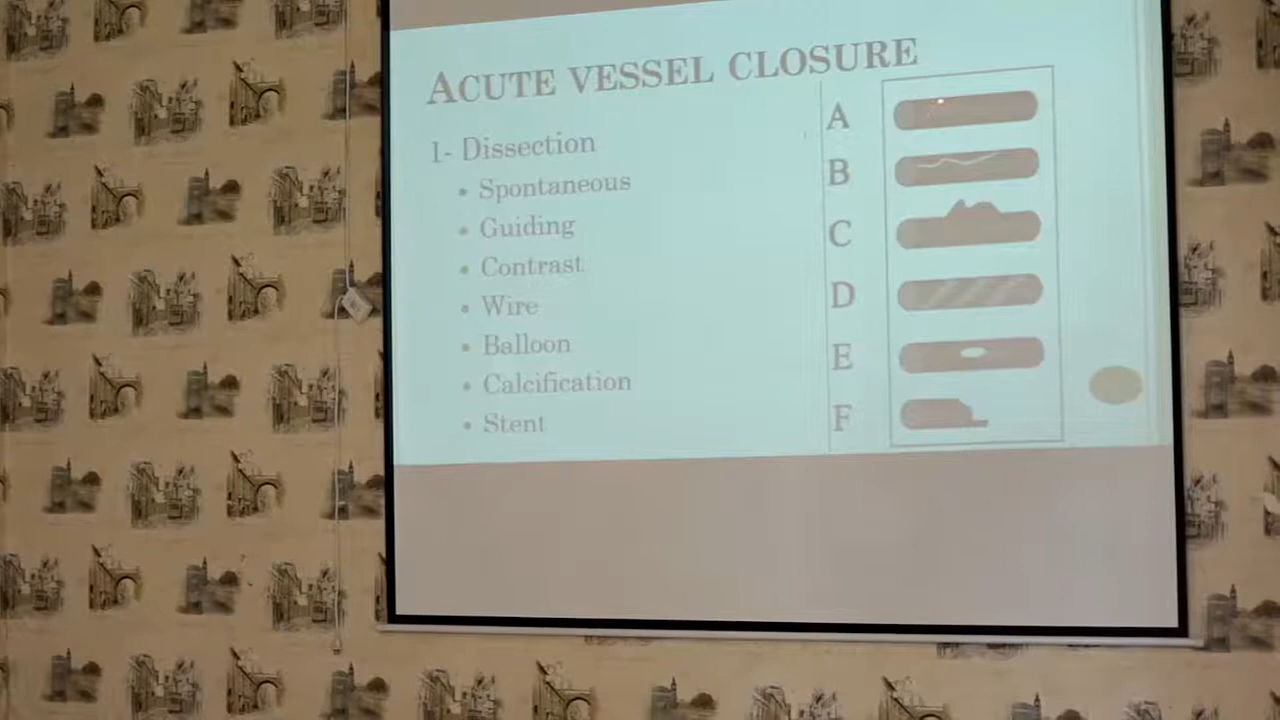 ACUTE VESSEL CLOSURE
1- Dissection
• Spontaneous
• Guiding
• Contrast
• Wire
• Balloon
• Calcification
• Stent
A
B
C
D
E
F